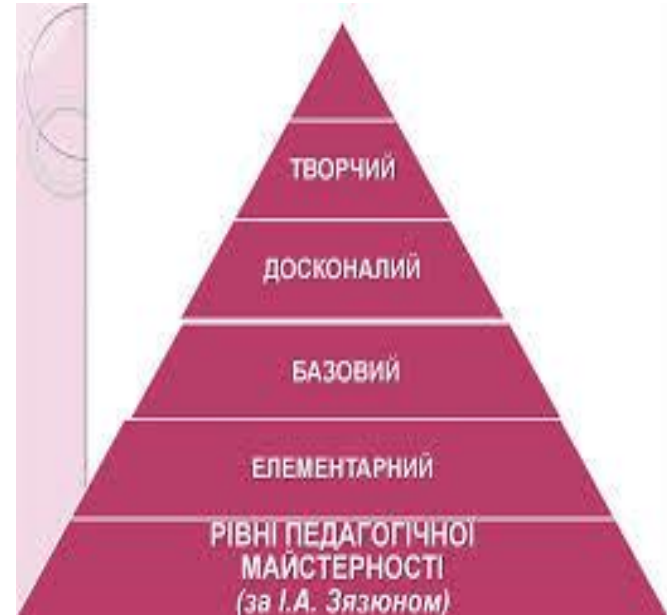 ТВОРЧИЙ
ДОСКОНАЛИЙ
БАЗОВИЙ
ЕЛЕМЕНТАРНИЙ
РІВНІ ПЕДАГОГІЧНОЇ
МАЙСТЕРНОСТІ
(за І.А. Зязюном)